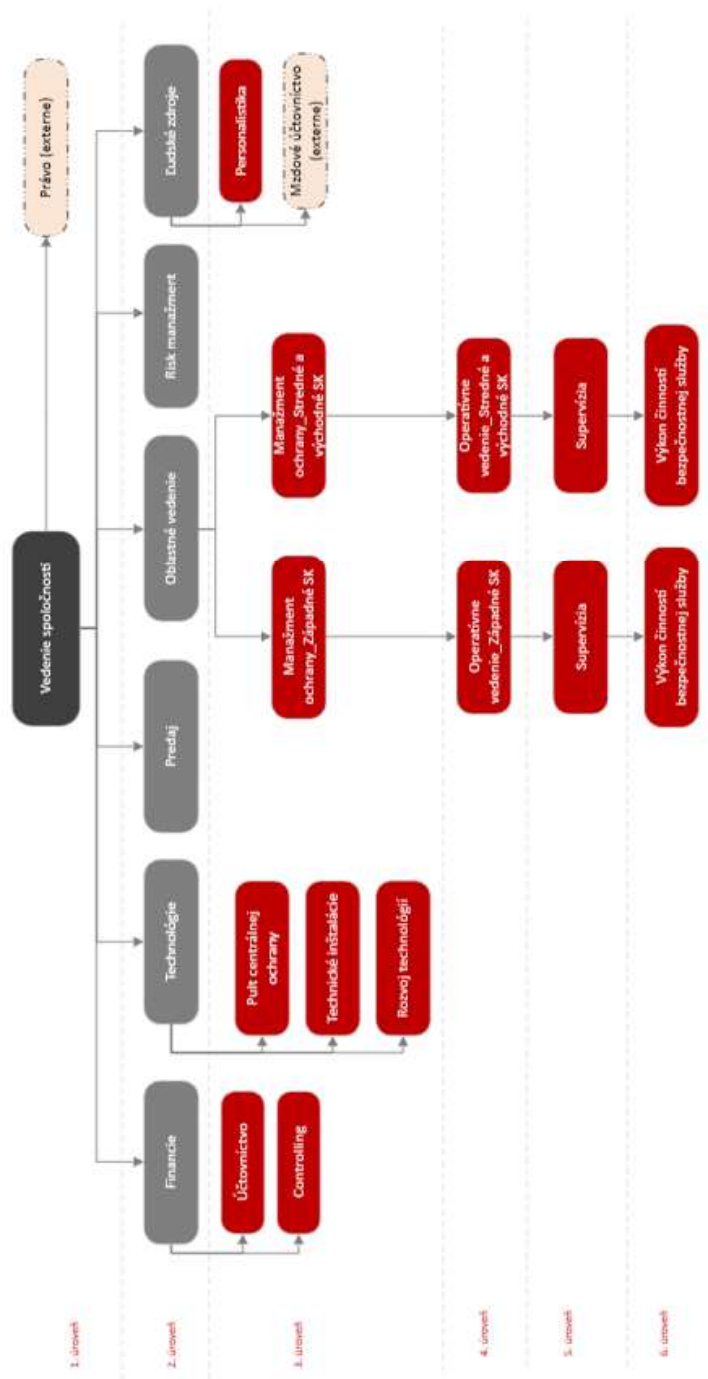 1. úroveň
Vedenie spoločnosti
Právo (externe)
2. úroveň
Financie
Technológie
Predaj
Oblastné vedenie
Risk manažment
Ľudské zdroje
3. úroveň
Účtovníctvo
Controlling
Pult centrálnej
ochrany
Technické inštalácie
Rozvoj technológií
Manažment
ochrany_Západné SK
Manažment
ochrany_Stredné a
východné SK
Personalistika
Mzdové účtovníctvo
(externe)
4. úroveň
Operatívne
vedenie_Západné SK
Operatívne
vedenie_Stredné a
východné SK
5. úroveň
Supervízia
Supervízia
6. úroveň
Výkon činností
bezpečnostnej služby
Výkon činností
bezpečnostnej služby